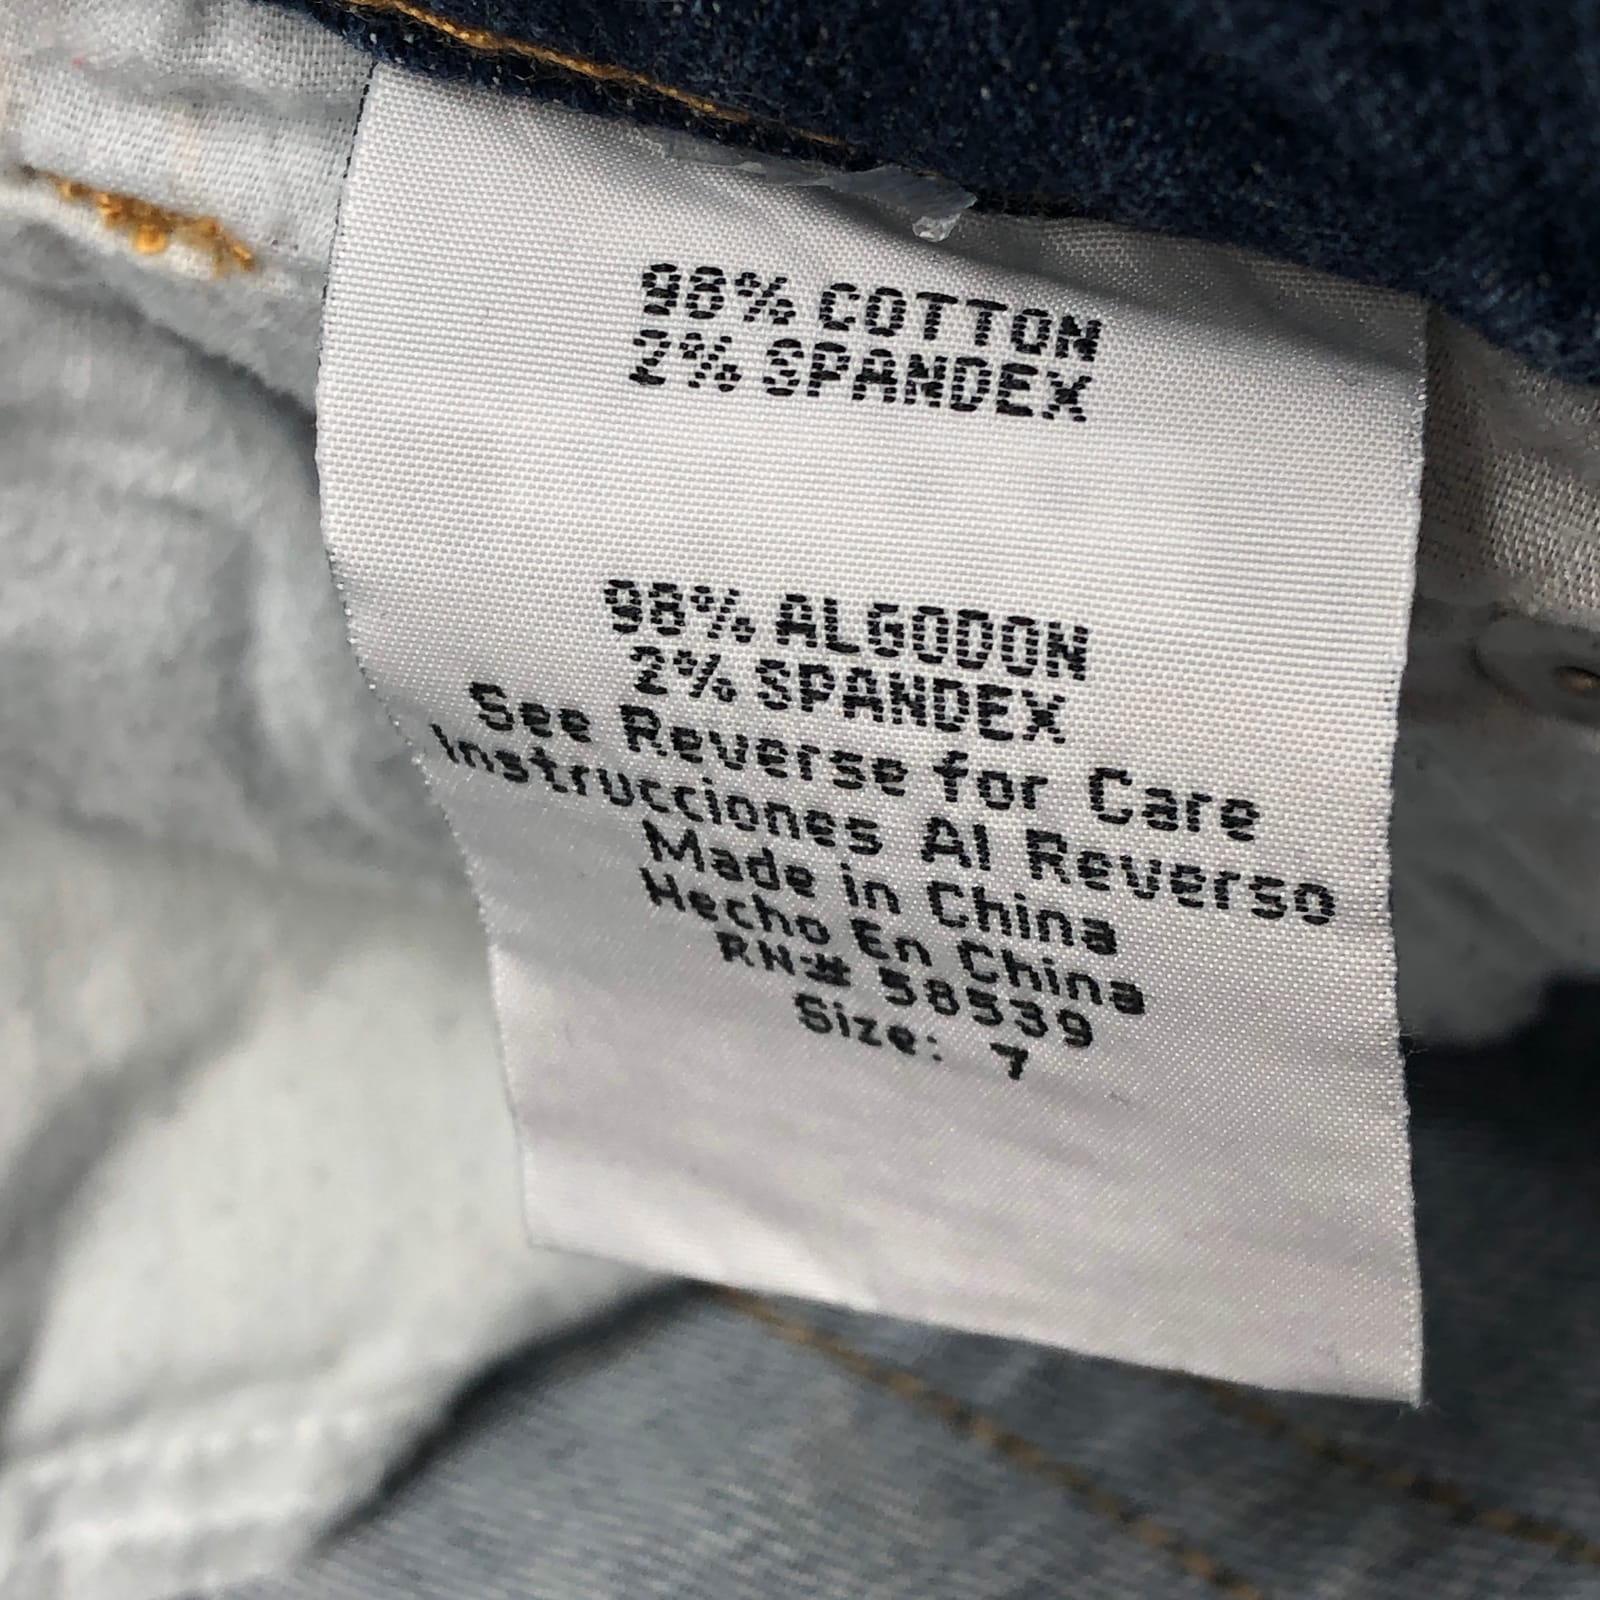 98% COTTON
2% SPANDEX
98% ALGODON
2% SPANDEX
See Reverse for Care
Instrucciones Al Reverso
Made in China
Hecho En China
RN# 58539
Size: 7